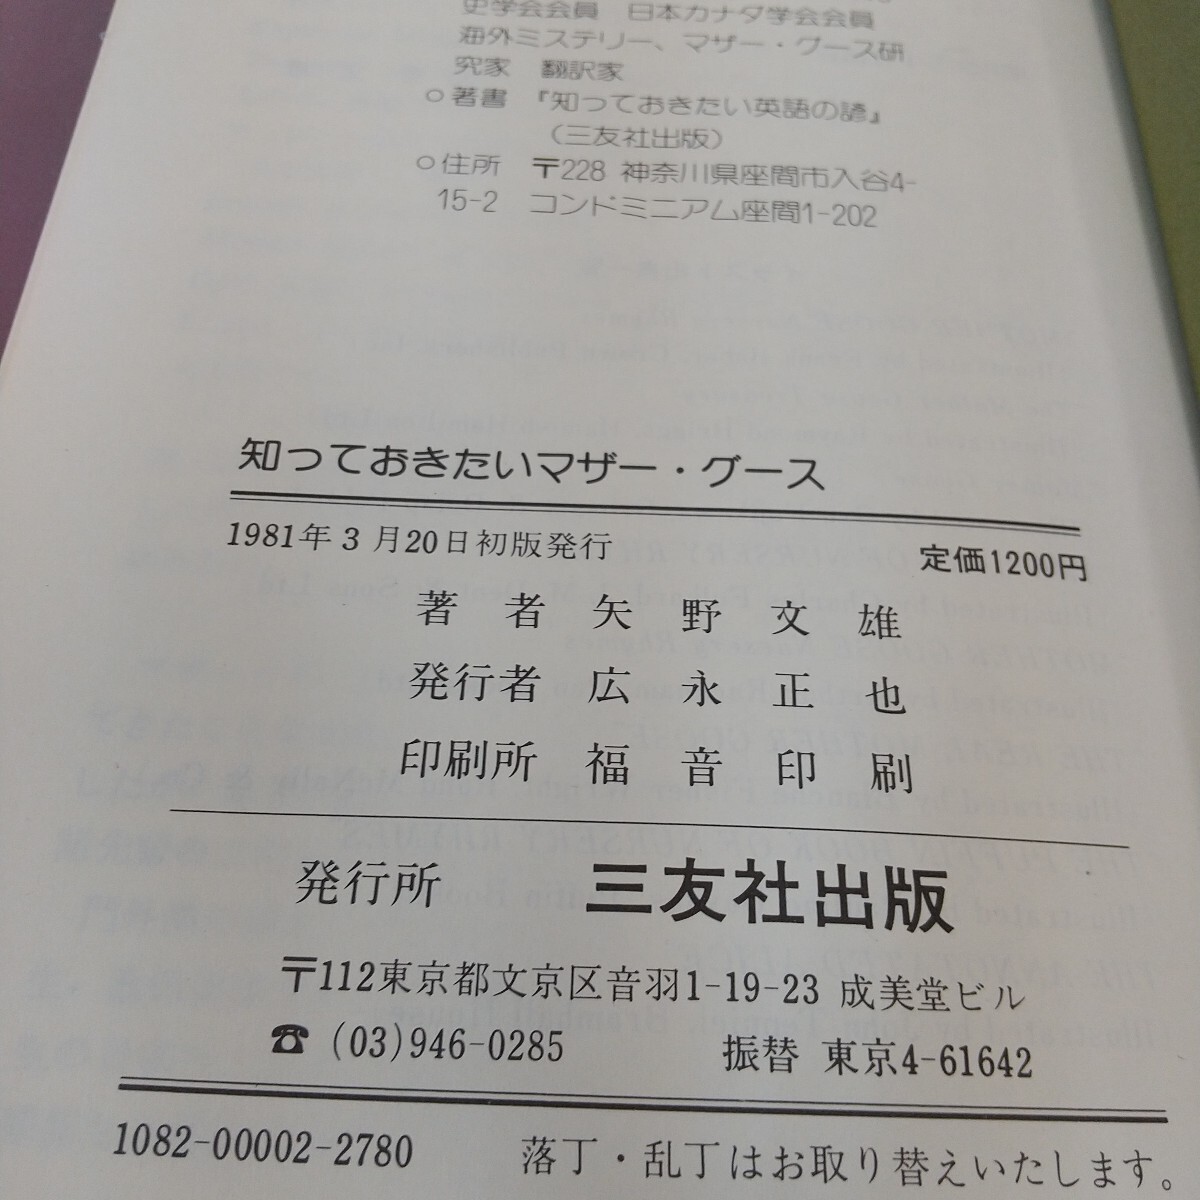 史学会会員　日本カナダ学会会員
海外ミステリー、マザー・グース研
究家　翻訳家
○著書　『知っておきたい英語の諺』
（三友社出版）
○住所　〒228 神奈川県座間市入谷4-
15-2　コンドミニアム座間1-202
知っておきたいマザー・グース
1981年3月20日初版発行　定価1200円
著者　矢野文雄
発行者　広永正也
印刷所　福音印刷
発行所　三友社出版
〒112東京都文京区音羽1-19-23 成美堂ビル
☎(03)946-0285　振替 東京4-61642
1082-00002-2780　落丁・乱丁はお取り替えいたします。